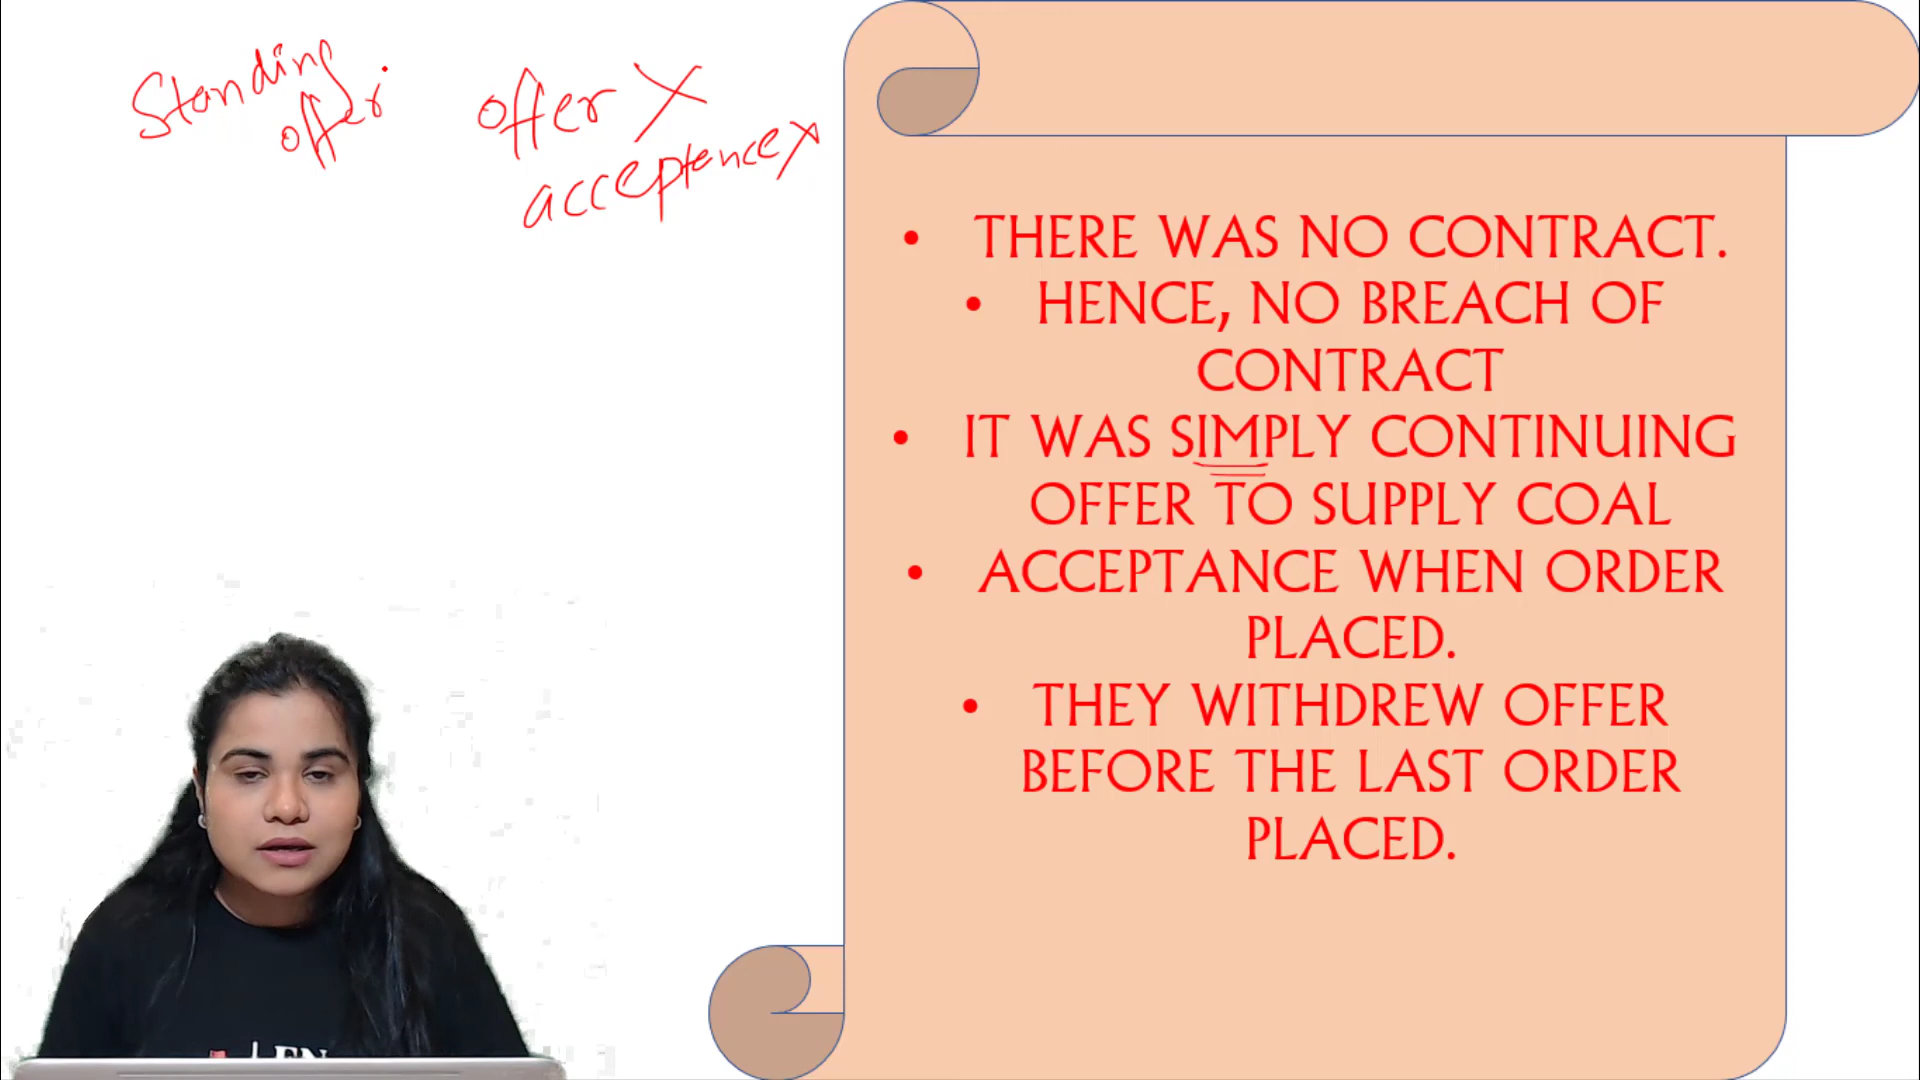 Standing
offer
offer X
acceptence X
• THERE WAS NO CONTRACT.
• HENCE, NO BREACH OF
CONTRACT
• IT WAS SIMPLY CONTINUING
OFFER TO SUPPLY COAL
• ACCEPTANCE WHEN ORDER
PLACED.
• THEY WITHDREW OFFER
BEFORE THE LAST ORDER
PLACED.